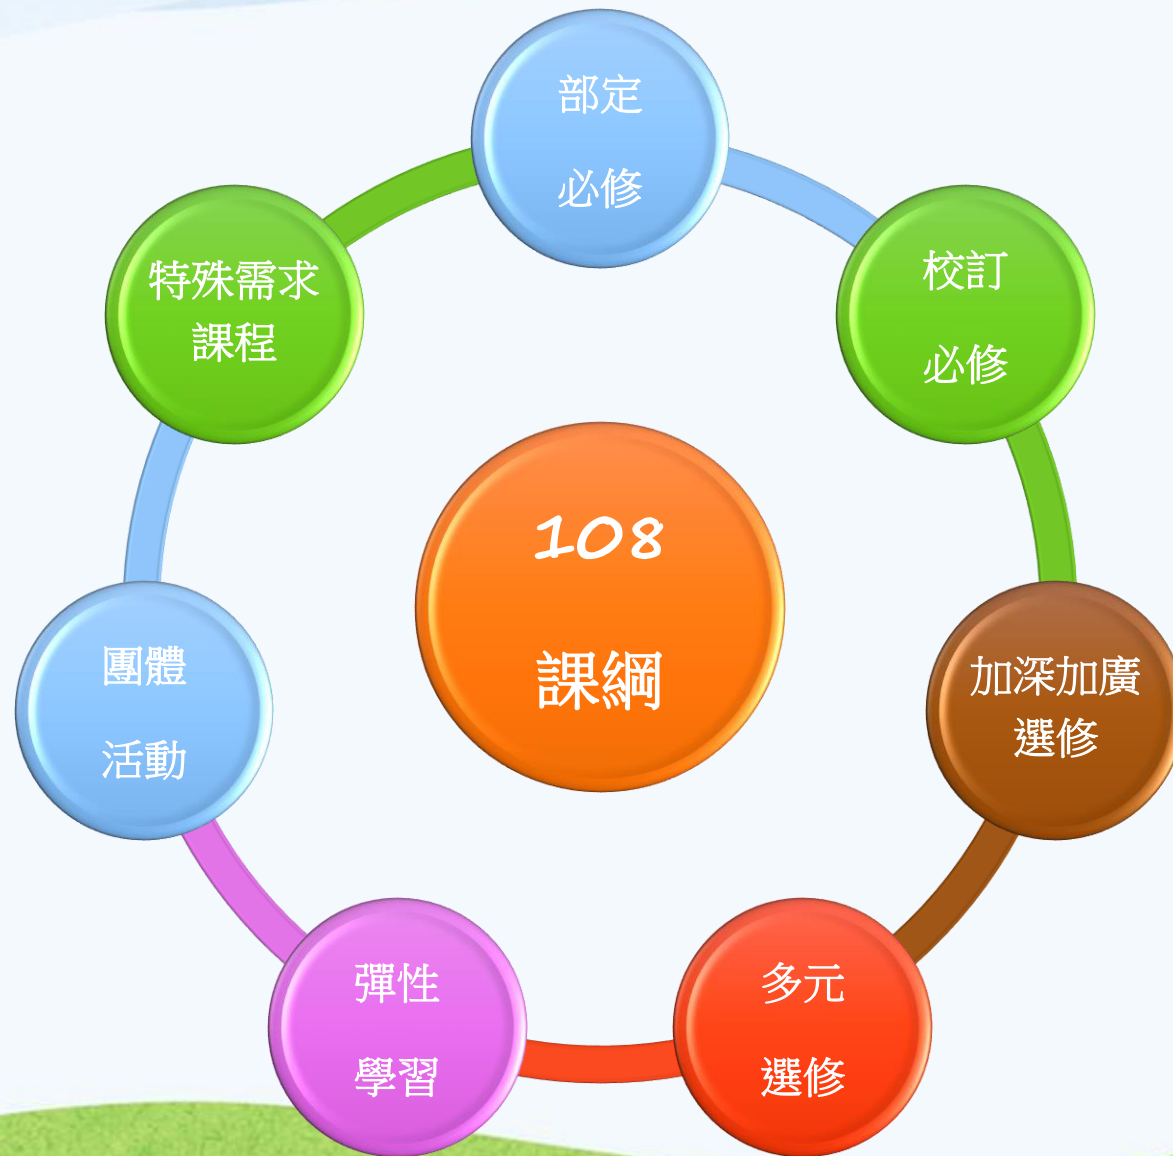 部定
必修
校訂
必修
加深加廣
選修
多元
選修
彈性
學習
團體
活動
特殊需求
課程
108
課綱